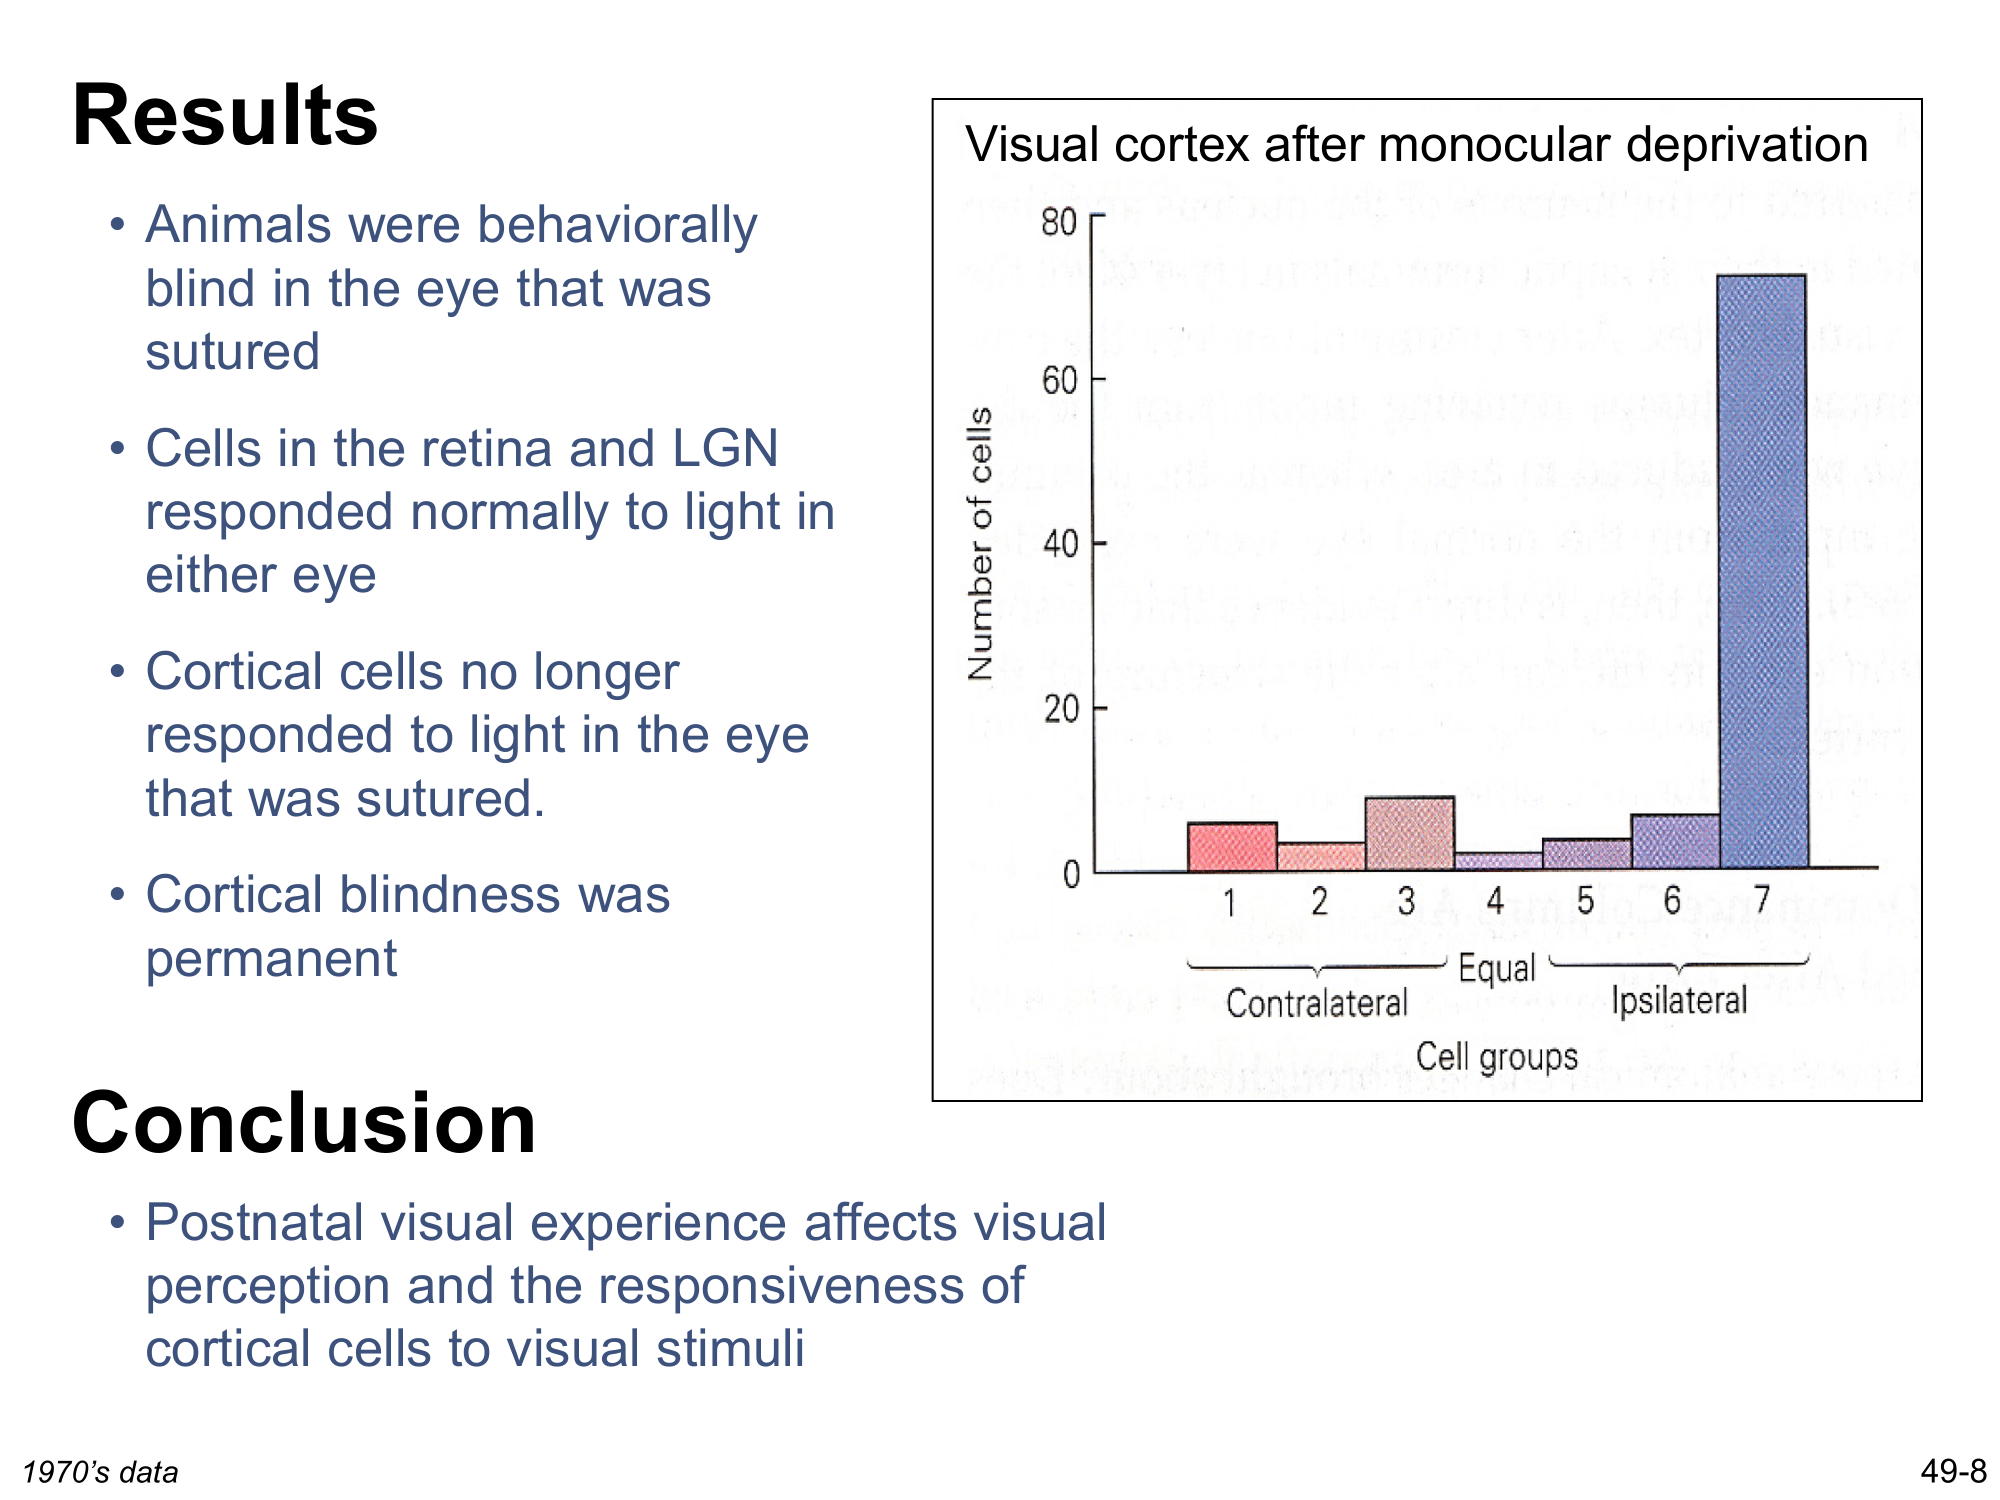 Results
• Animals were behaviorally
blind in the eye that was
sutured
• Cells in the retina and LGN
responded normally to light in
either eye
• Cortical cells no longer
responded to light in the eye
that was sutured.
• Cortical blindness was
permanent
Visual cortex after monocular deprivation
Number of cells
80
60
40
20
0
1 2 3 4 5 6 7
Contralateral Equal Ipsilateral
Cell groups
Conclusion
• Postnatal visual experience affects visual
perception and the responsiveness of
cortical cells to visual stimuli
1970’s data
49-8